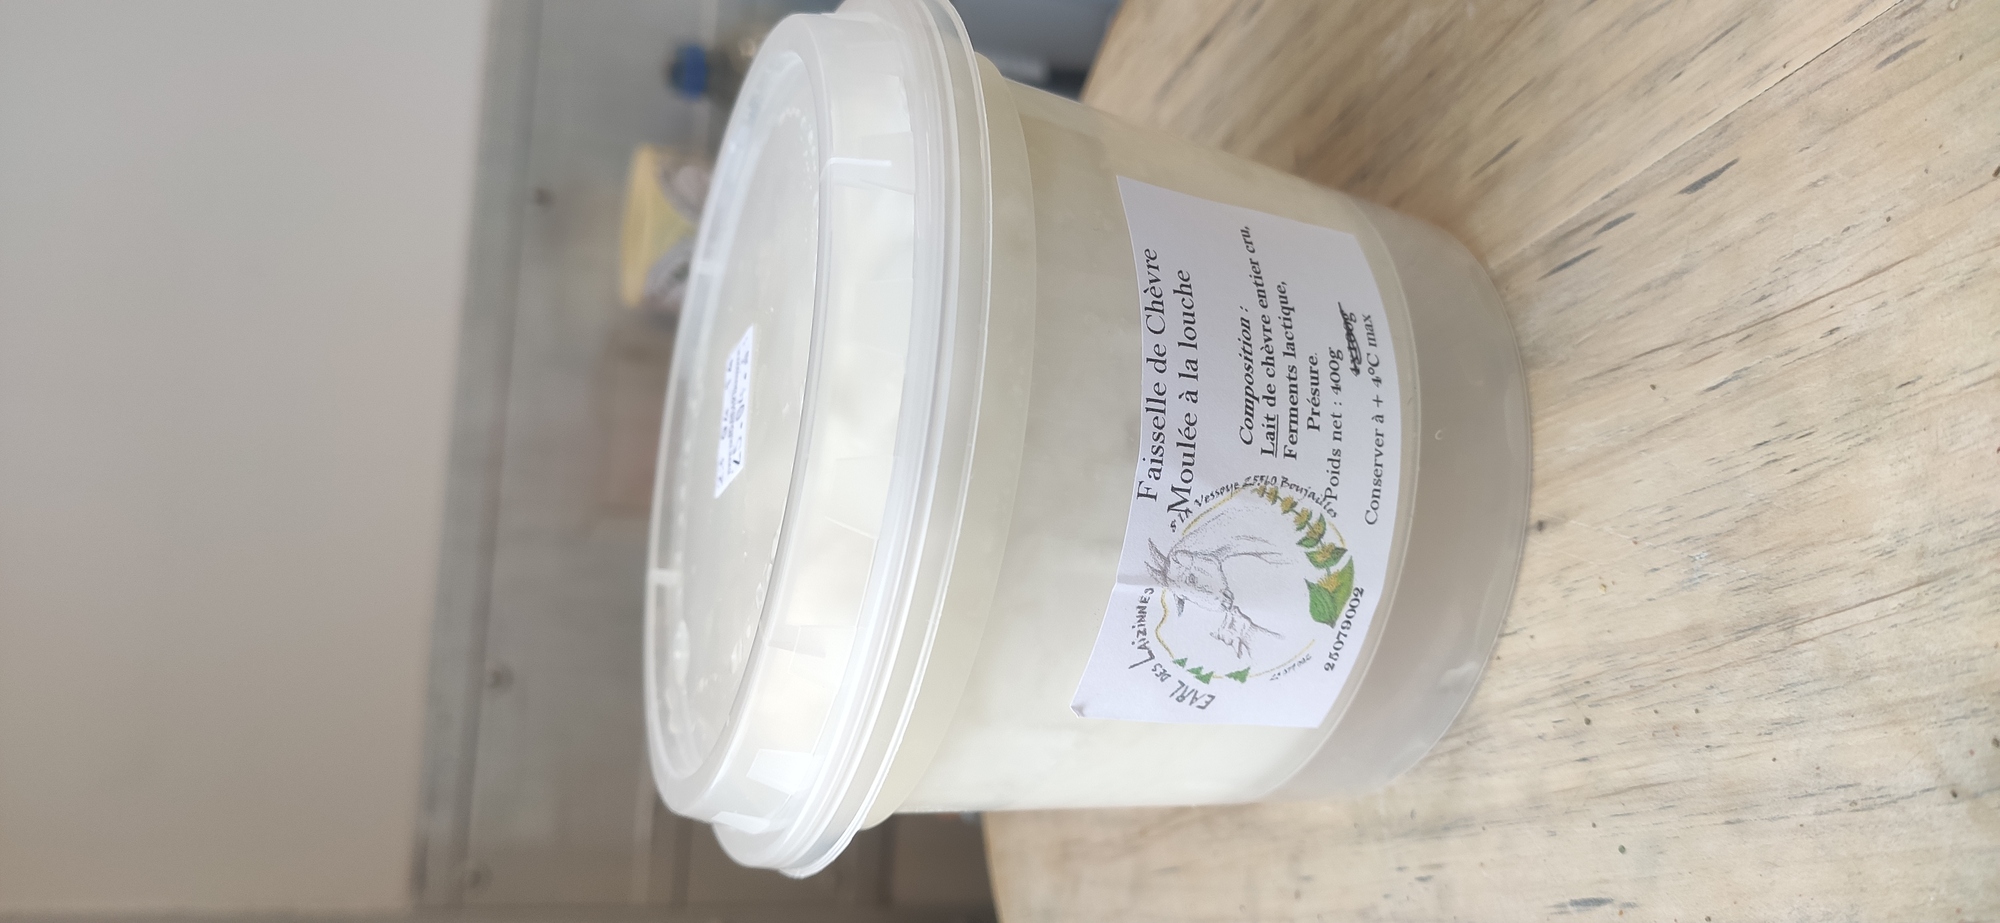 EARL DES LAIZINNES
Faisselle de Chèvre
Moulée à la louche
Composition :
Lait de chèvre entier cru,
Ferments lactique,
Présure.
Poids net : 400g
4x100g
Conserver à + 4°C max
25079002